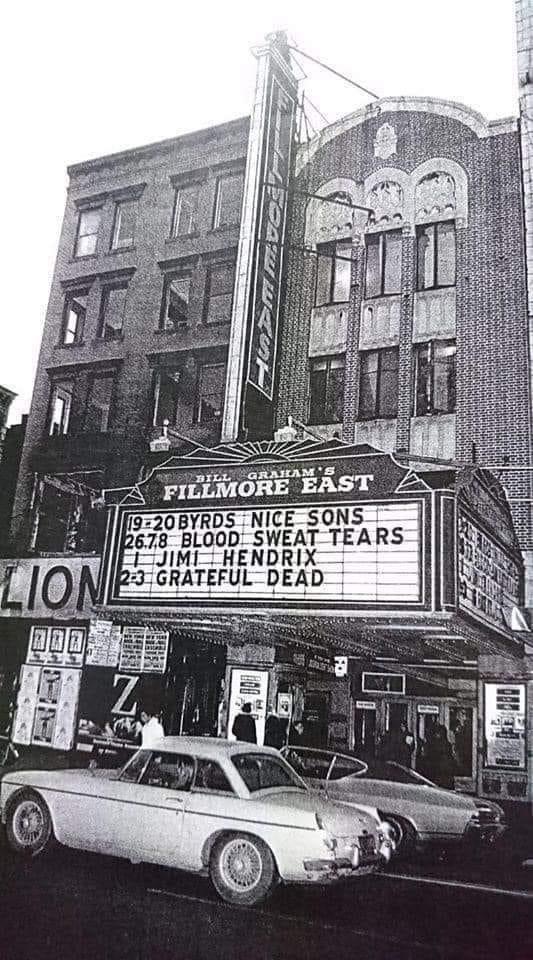 FILLMORE EAST
BILL GRAHAM'S
FILLMORE EAST
19-20 BYRDS NICE SONS
26.7.8 BLOOD SWEAT TEARS
1 JIMI HENDRIX
2-3 GRATEFUL DEAD
LION
Z